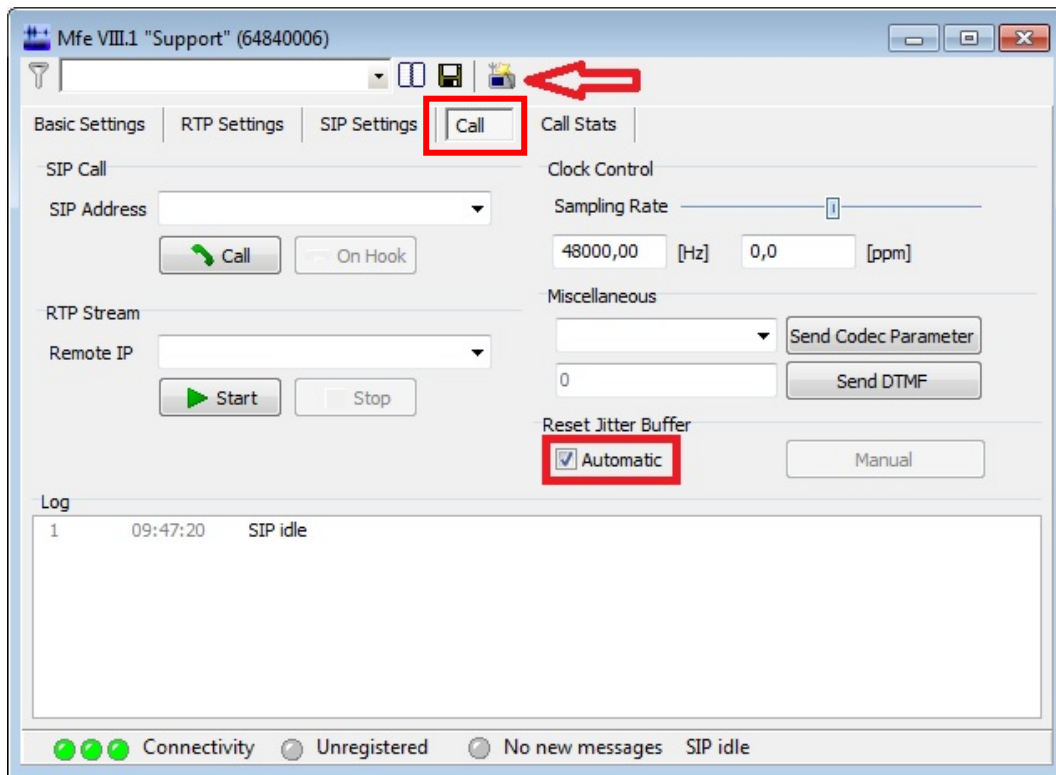 Mfe VIII.1 "Support" (64840006)
Basic Settings RTP Settings SIP Settings Call Call Stats
SIP Call
SIP Address
Call On Hook
RTP Stream
Remote IP
Start Stop
Clock Control
Sampling Rate
48000,00 [Hz] 0,0 [ppm]
Miscellaneous
Send Codec Parameter
0 Send DTMF
Reset Jitter Buffer
Automatic Manual
Log
1 09:47:20 SIP idle
Connectivity Unregistered No new messages SIP idle